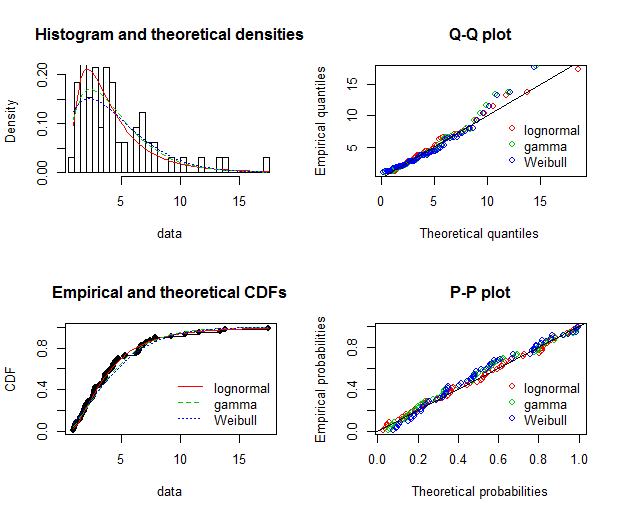 Histogram and theoretical densities
Density
0.00 0.10 0.20
5 10 15
data
Q-Q plot
Empirical quantiles
5 10 15
lognormal
gamma
Weibull
0 5 10 15
Theoretical quantiles
Empirical and theoretical CDFs
CDF
0.0 0.4 0.8
lognormal
gamma
Weibull
5 10 15
data
P-P plot
Empirical probabilities
0.0 0.4 0.8
lognormal
gamma
Weibull
0.0 0.2 0.4 0.6 0.8 1.0
Theoretical probabilities